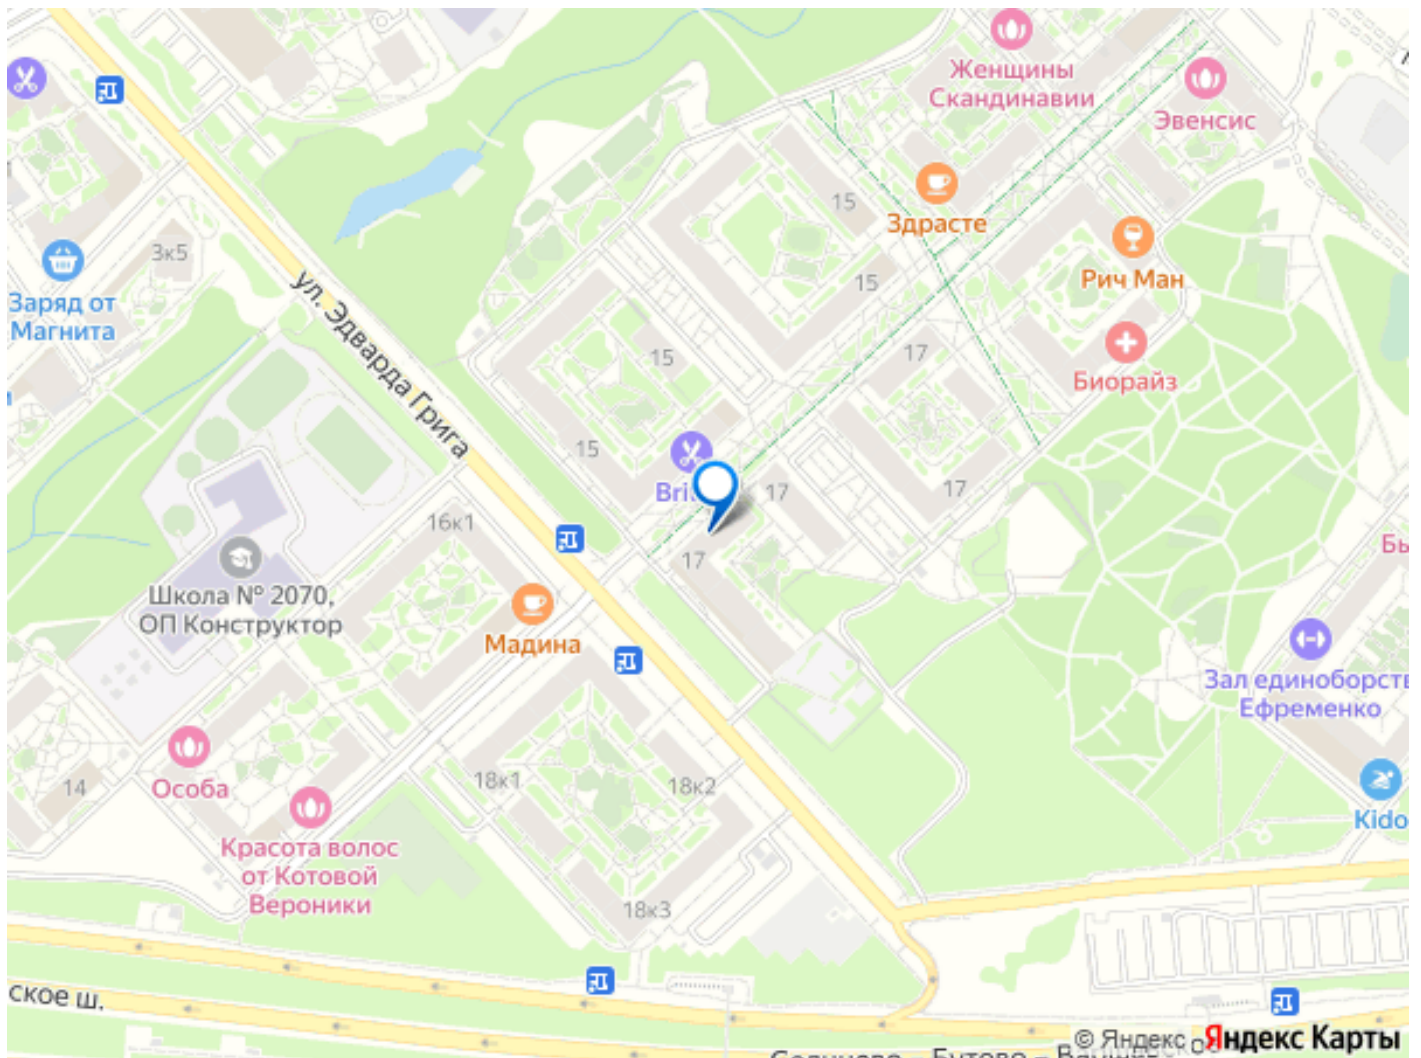 Женщины
Скандинавии
Эвенсис
15
Здрасте
3к5
Заряд от
Магнита
Рич Ман
15
ул. Эдварда Грига
15
17
Биорайз
15
17
17
16к1
17
Школа № 2070,
ОП Конструктор
Мадина
Зал единоборств
Ефременко
Особа
14
18к1
18к2
Kido
Красота волос
от Котовой
Вероники
18к3
ское ш.
© Яндекс
Яндекс Карты